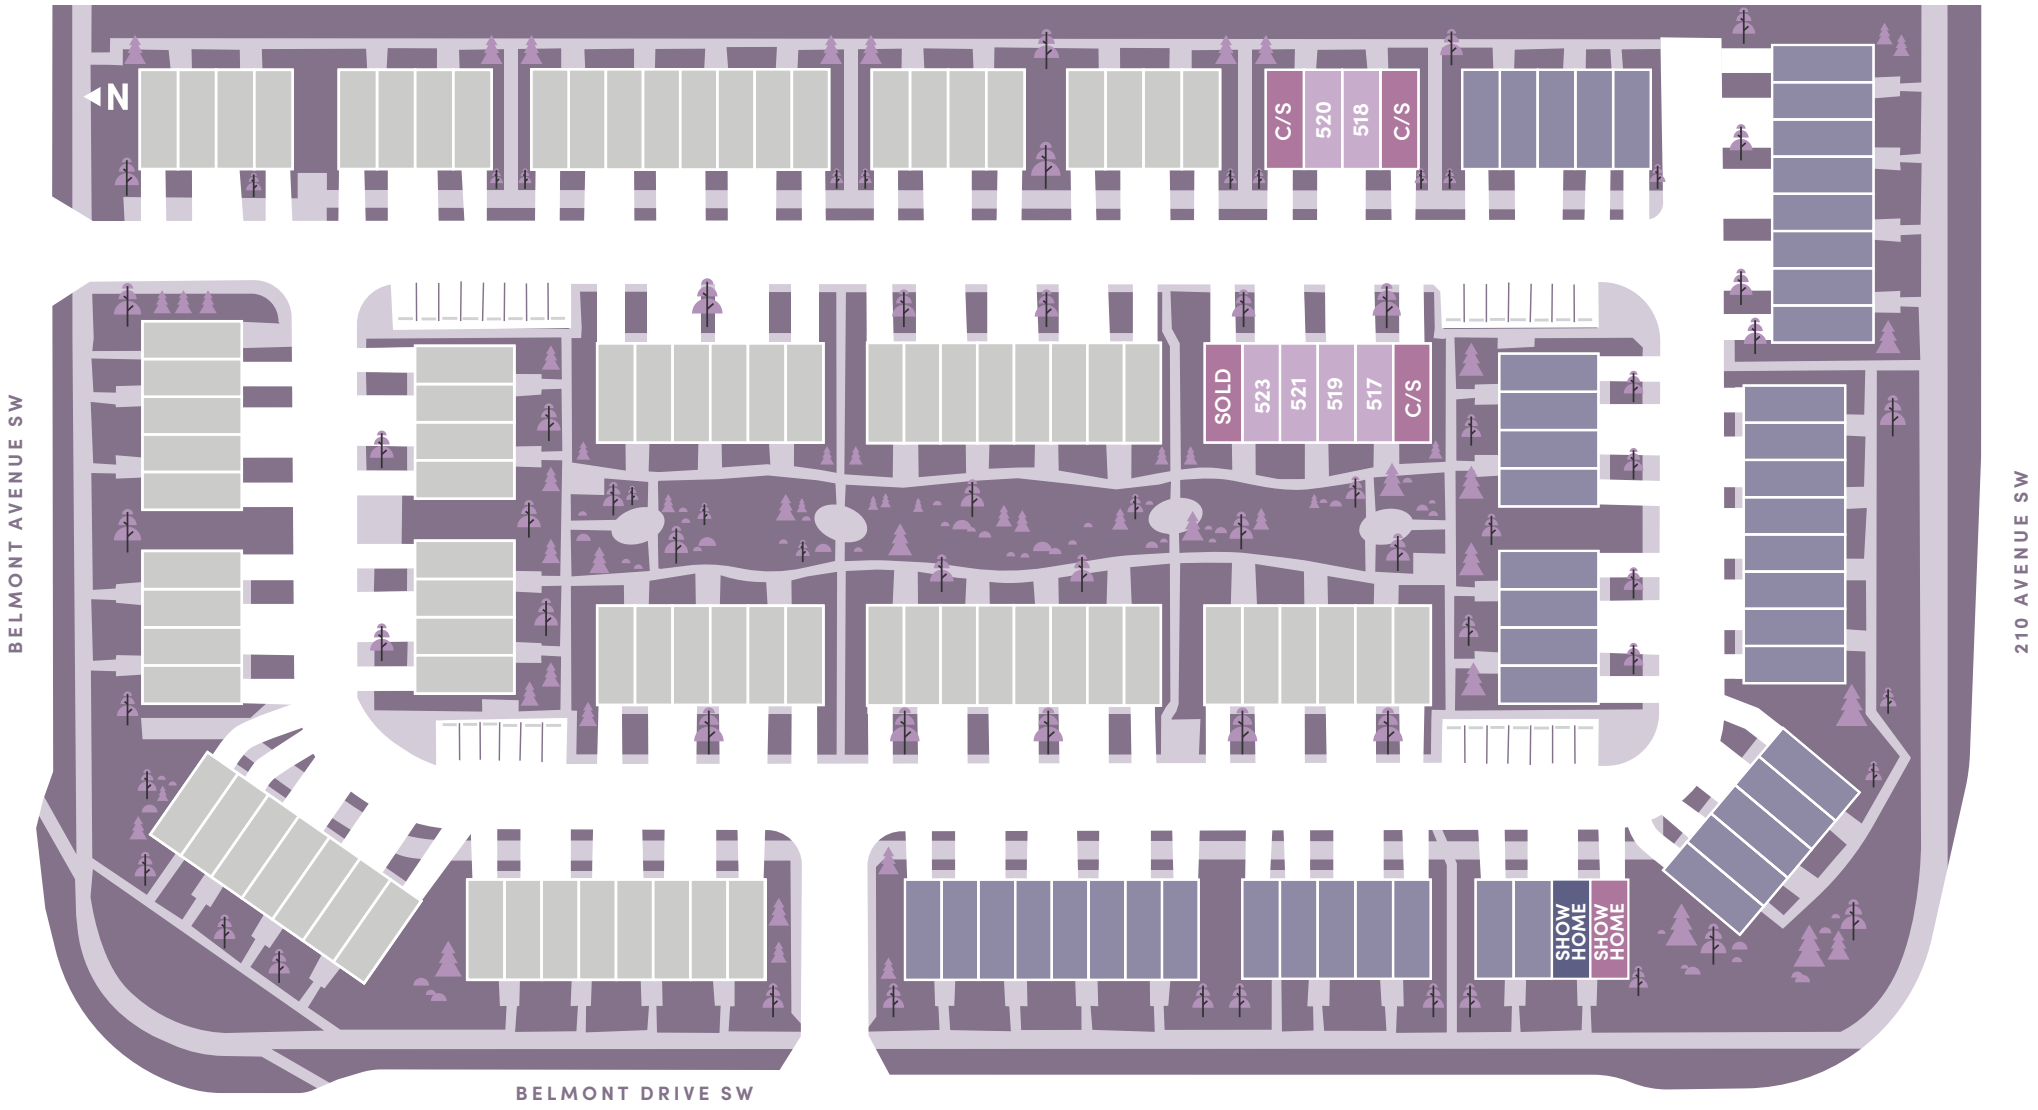 N
C/S
520
518
C/S
SOLD
523
521
519
517
C/S
BELMONT AVENUE SW
210 AVENUE SW
SHOW
HOME
SHOW
HOME
BELMONT DRIVE SW